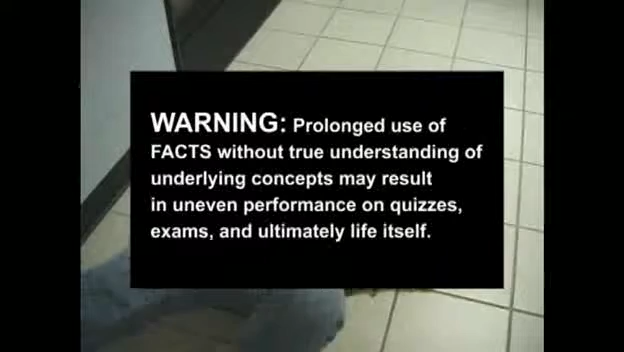 WARNING: Prolonged use of
FACTS without true understanding of
underlying concepts may result
in uneven performance on quizzes,
exams, and ultimately life itself.